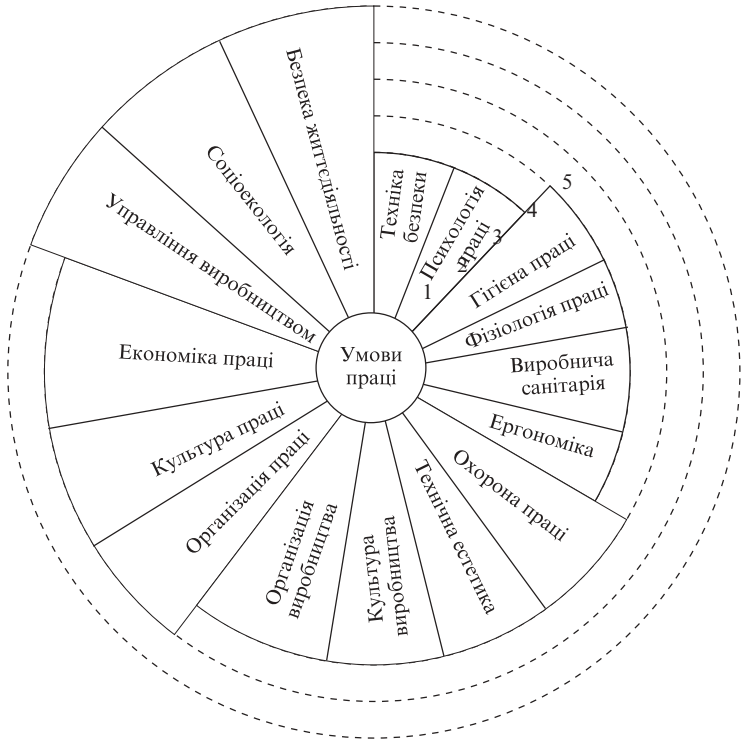 Безпека життєдіяльності
Соціоекологія
Управління виробництвом
Економіка праці
Культура праці
Організація праці
Організація
виробництва
Культура
виробництва
Технічна естетика
Охорона праці
Ергономіка
Виробнича
санітарія
Фізіологія праці
Гігієна праці
Психологія
праці
Техніка
безпеки
Умови
праці
1
2
3
4
5